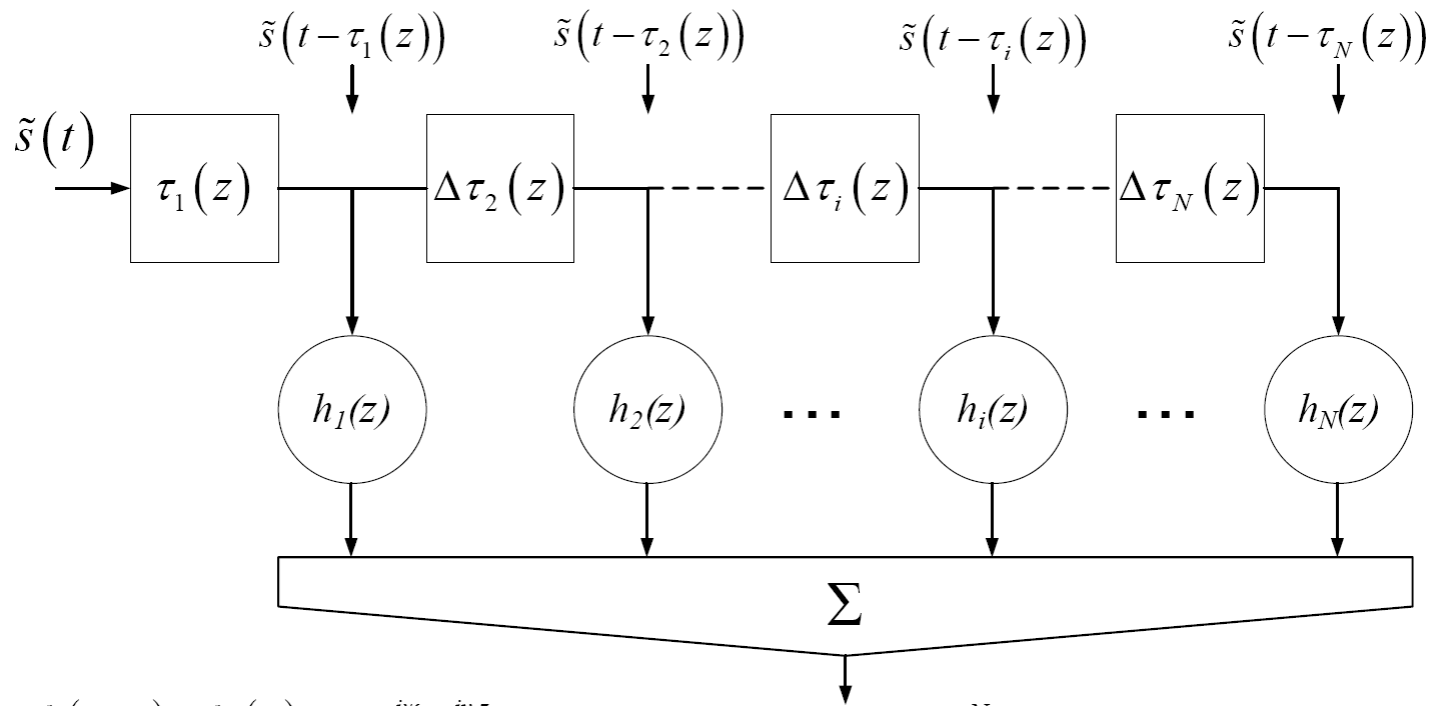 s̃(t−τ₁(z)) s̃(t−τ₂(z)) s̃(t−τᵢ(z)) s̃(t−τ_N(z))
s̃(t)
τ₁(z) Δτ₂(z) Δτᵢ(z) Δτ_N(z)
h₁(z) h₂(z) ... hᵢ(z) ... h_N(z)
Σ